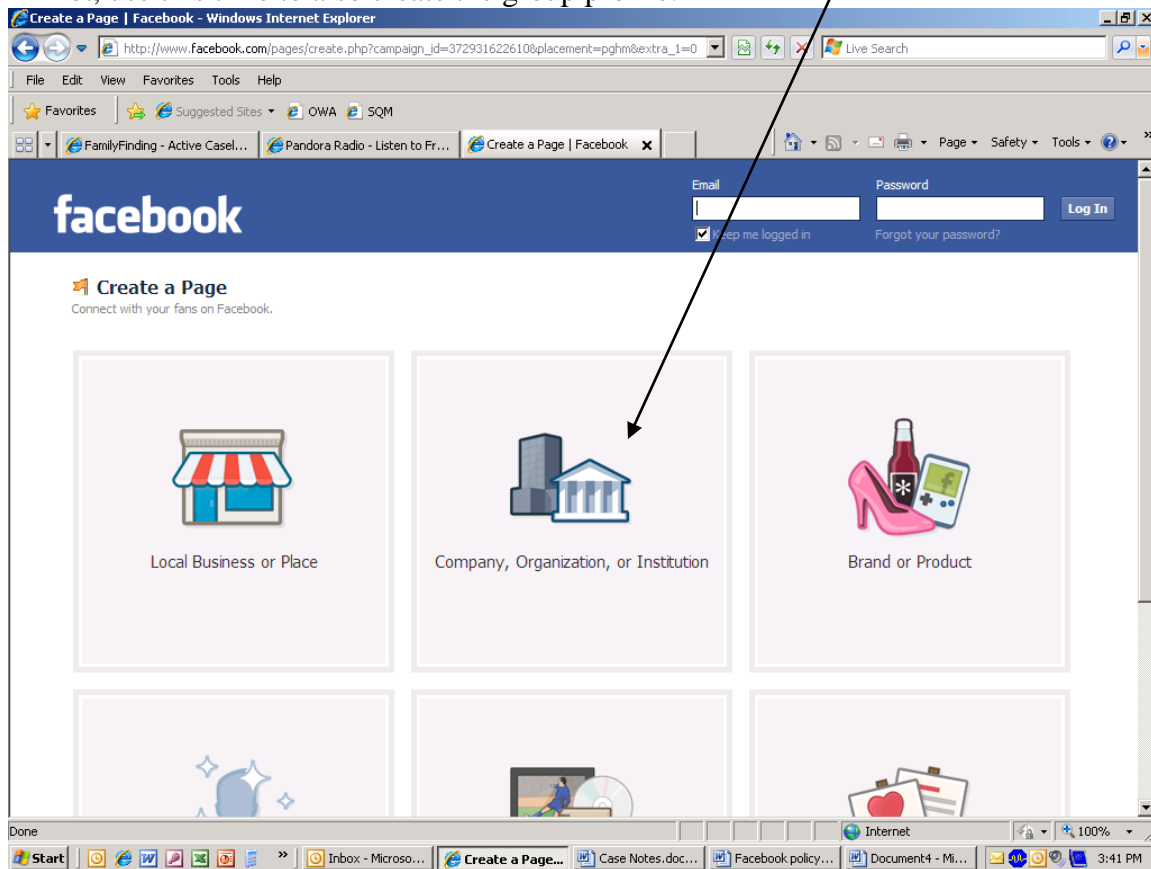 Create a Page | Facebook - Windows Internet Explorer
http://www.facebook.com/pages/create.php?campaign_id=372931622610&placement=pghm&extra_1=0
Live Search
File Edit View Favorites Tools Help
Favorites Suggested Sites OWA SQM
FamilyFinding - Active Casel... Pandora Radio - Listen to Fr... Create a Page | Facebook Page Safety Tools
Email Password
facebook Log In
Keep me logged in Forgot your password?
Create a Page
Connect with your fans on Facebook.
Local Business or Place Company, Organization, or Institution Brand or Product
Done Internet 100%
Start Inbox - Microso... Create a Page... Case Notes.doc... Facebook policy... Document4 - Mi... 3:41 PM